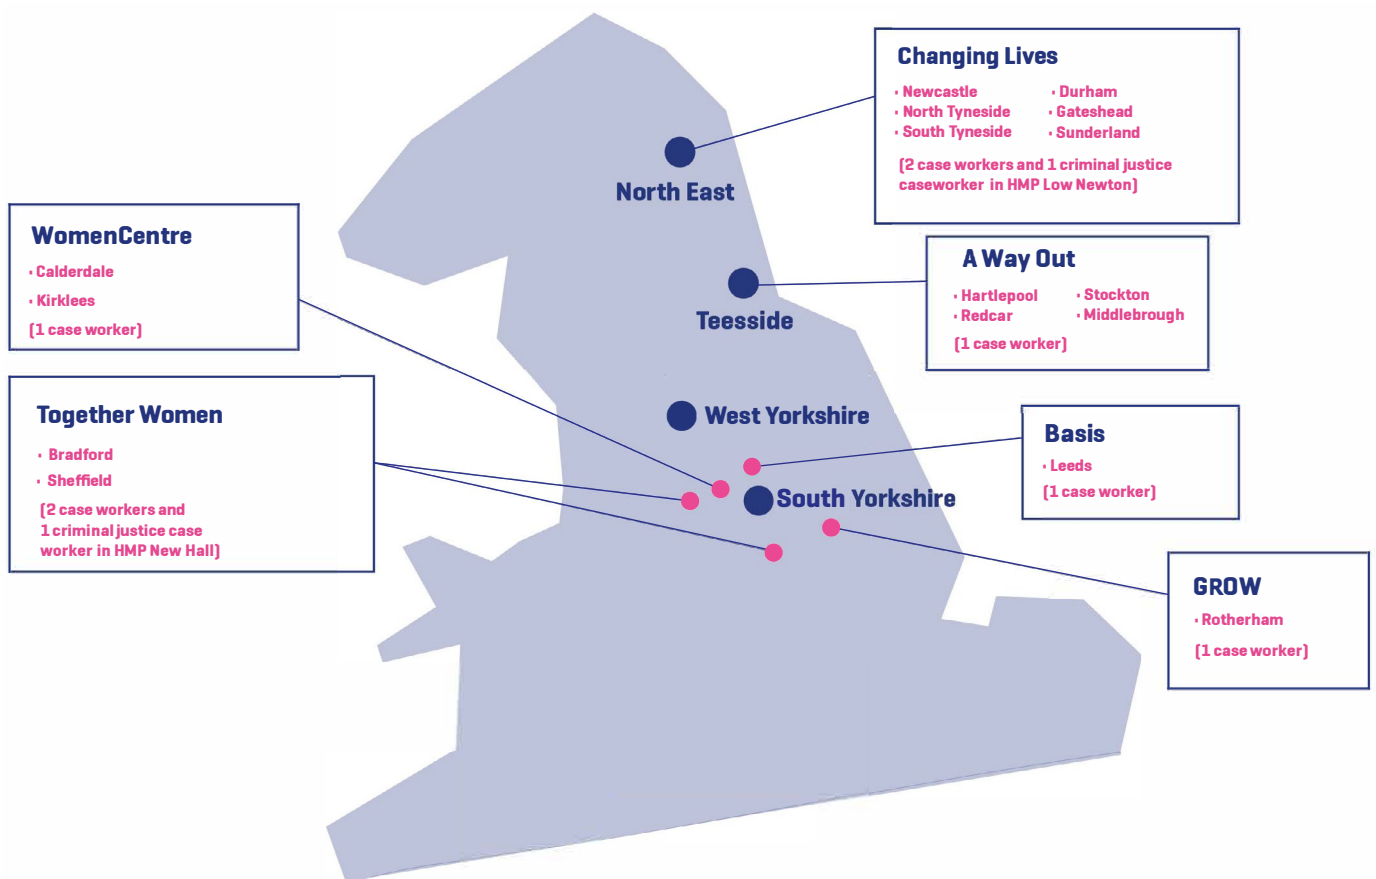 Changing Lives
· Newcastle
· North Tyneside
· South Tyneside
· Durham
· Gateshead
· Sunderland
(2 case workers and 1 criminal justice
caseworker in HMP Low Newton)
North East
WomenCentre
· Calderdale
· Kirklees
(1 case worker)
A Way Out
· Hartlepool
· Redcar
· Stockton
· Middlebrough
(1 case worker)
Teesside
Together Women
· Bradford
· Sheffield
(2 case workers and
1 criminal justice case
worker in HMP New Hall)
West Yorkshire
Basis
· Leeds
(1 case worker)
South Yorkshire
GROW
· Rotherham
(1 case worker)